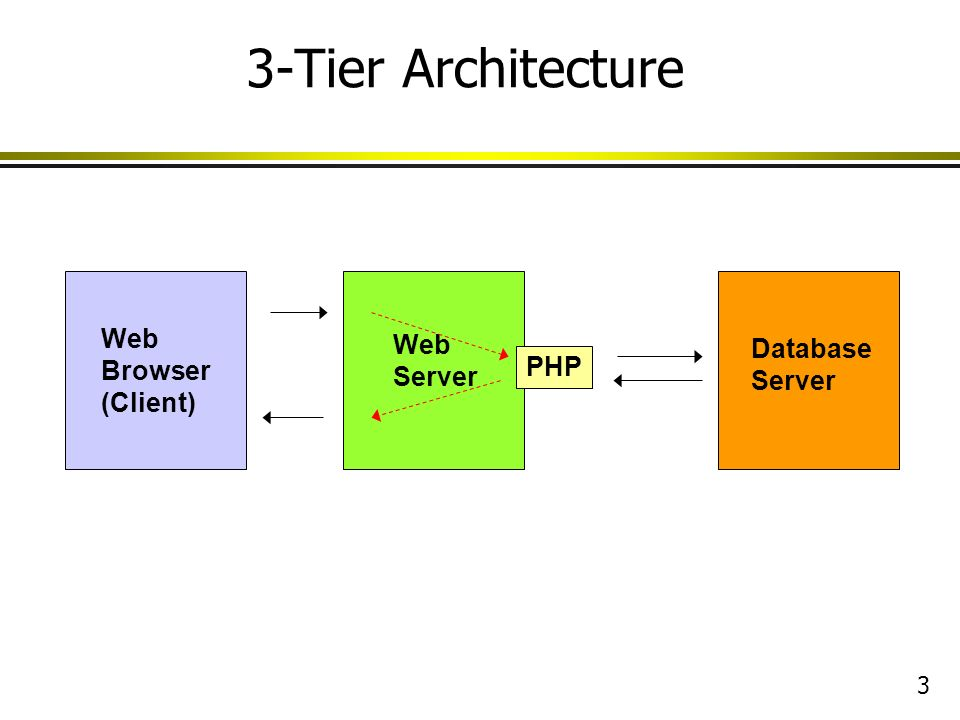 3-Tier Architecture
Web
Browser
(Client)
Web
Server
PHP
Database
Server
3